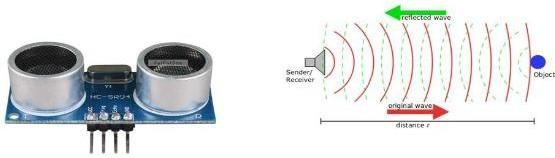 HC-SR04
T
R
reflected wave
Sender/
Receiver
Object
original wave
distance r